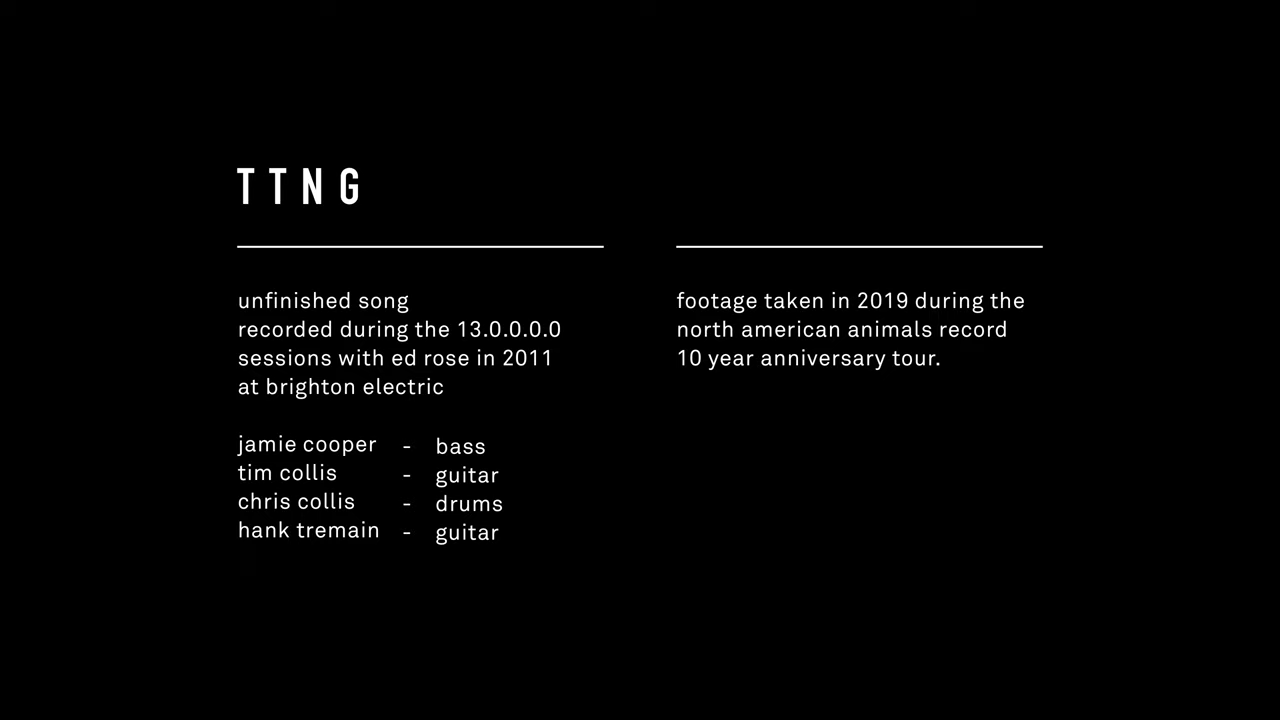 TTNG
unfinished song
recorded during the 13.0.0.0.0
sessions with ed rose in 2011
at brighton electric
jamie cooper - bass
tim collis - guitar
chris collis - drums
hank tremain - guitar
footage taken in 2019 during the
north american animals record
10 year anniversary tour.